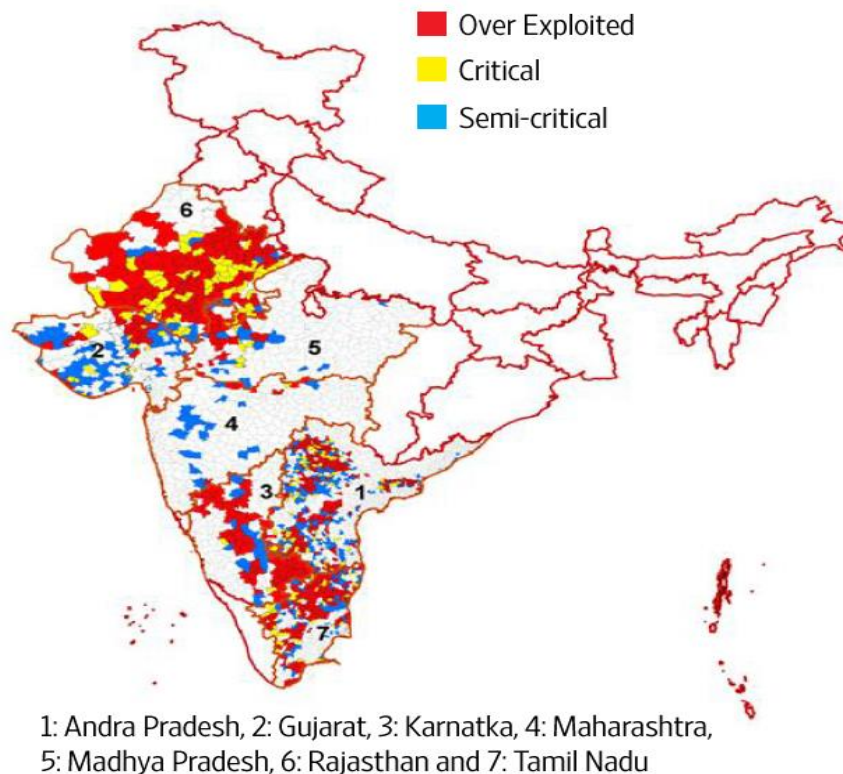 Over Exploited
Critical
Semi-critical
6
2
5
4
3
1
7
1: Andra Pradesh, 2: Gujarat, 3: Karnatka, 4: Maharashtra,
5: Madhya Pradesh, 6: Rajasthan and 7: Tamil Nadu